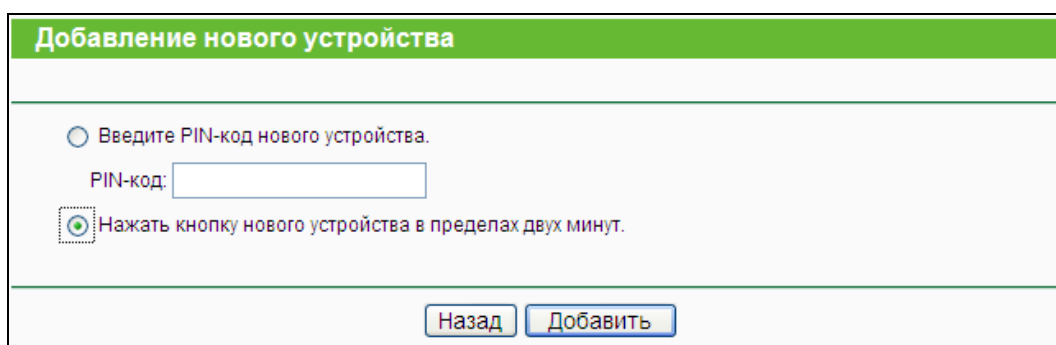 Добавление нового устройства
Введите PIN-код нового устройства.
PIN-код:
Нажать кнопку нового устройства в пределах двух минут.
Назад Добавить